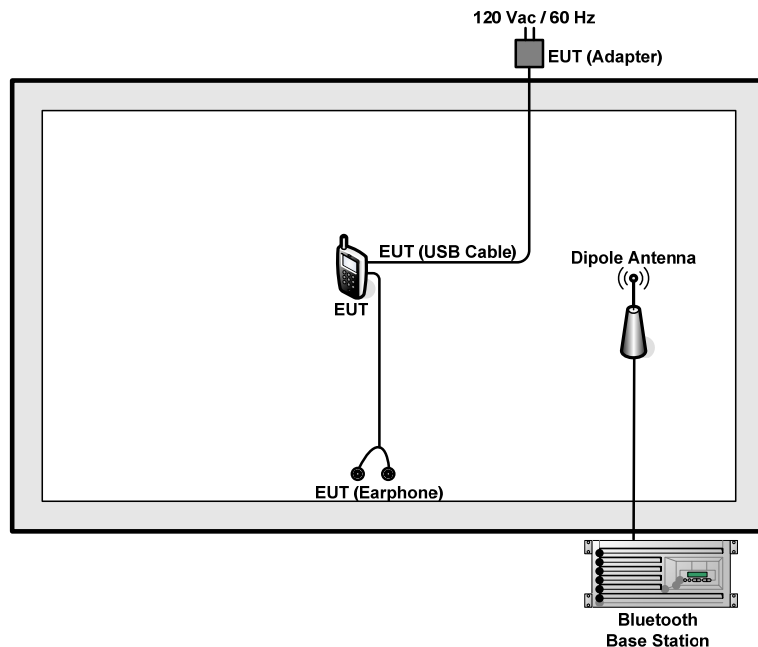 120 Vac / 60 Hz
EUT (Adapter)
EUT (USB Cable)
Dipole Antenna
EUT
EUT (Earphone)
Bluetooth
Base Station